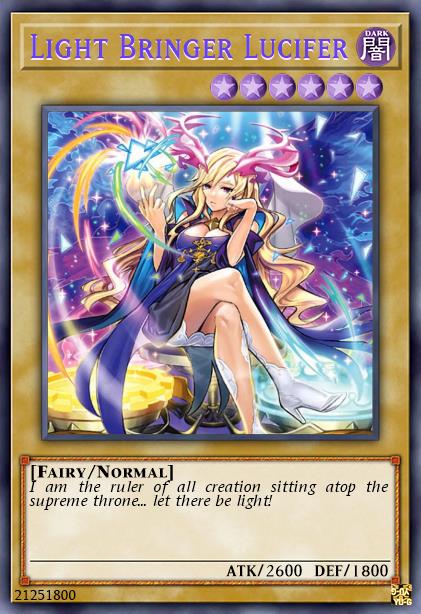 Light Bringer Lucifer
DARK
闇
[Fairy/Normal]
I am the ruler of all creation sitting atop the
supreme throne... let there be light!
ATK/2600 DEF/1800
21251800